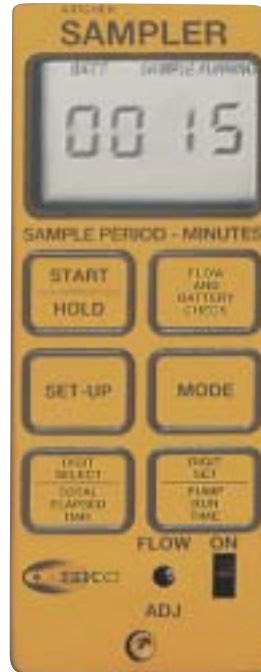 SAMPLER
BATT SAMPLE RUNNING
0015
SAMPLE PERIOD - MINUTES
START
HOLD
FLOW
AND
BATTERY
CHECK
SET-UP
MODE
DIGIT
SELECT
TOTAL
ELAPSED
TIME
DIGIT
SET
PUMP
RUN
TIME
FLOW ON
ADJ